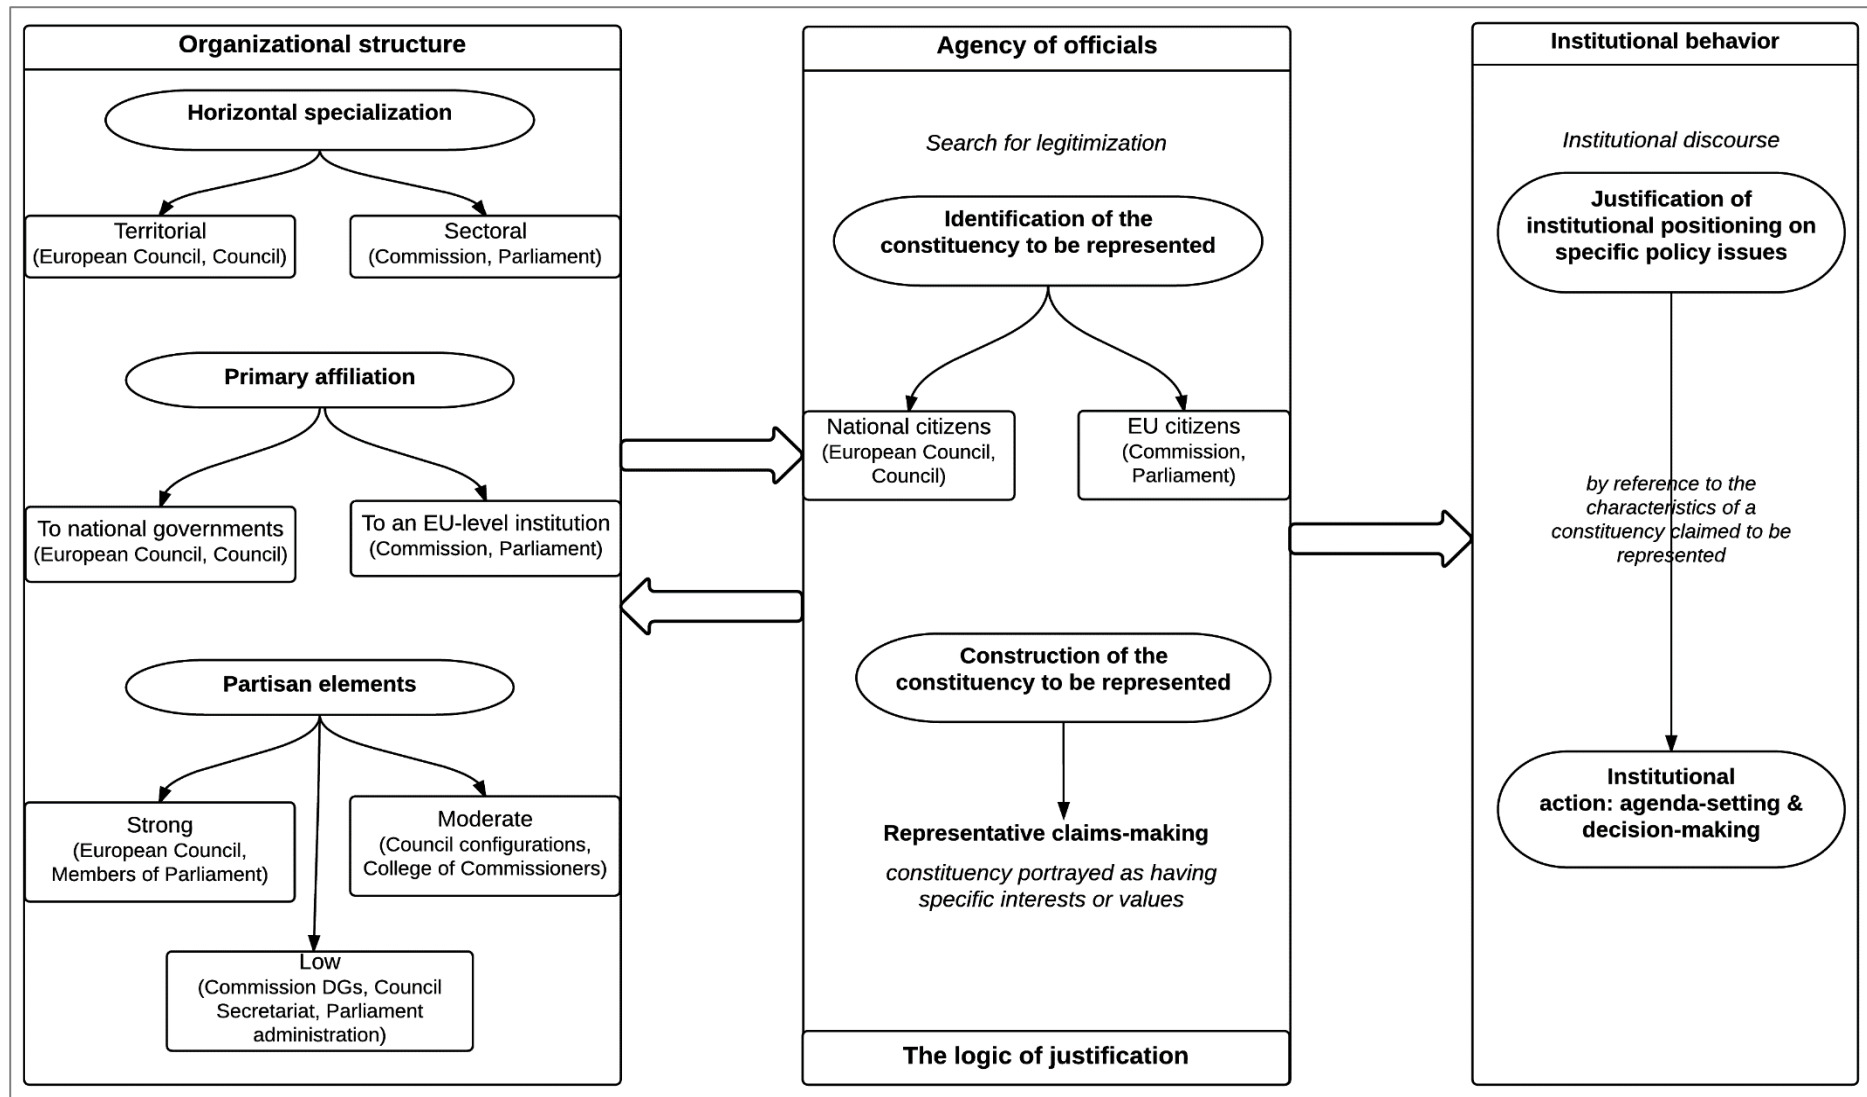 Organizational structure
Horizontal specialization
Territorial
(European Council, Council)
Sectoral
(Commission, Parliament)
Primary affiliation
To national governments
(European Council, Council)
To an EU-level institution
(Commission, Parliament)
Partisan elements
Strong
(European Council,
Members of Parliament)
Moderate
(Council configurations,
College of Commissioners)
Low
(Commission DGs, Council
Secretariat, Parliament
administration)
Agency of officials
Search for legitimization
Identification of the
constituency to be represented
National citizens
(European Council,
Council)
EU citizens
(Commission,
Parliament)
Construction of the
constituency to be represented
Representative claims-making
constituency portrayed as having
specific interests or values
The logic of justification
Institutional behavior
Institutional discourse
Justification of
institutional positioning on
specific policy issues
by reference to the
characteristics of a
constituency claimed to be
represented
Institutional
action: agenda-setting &
decision-making